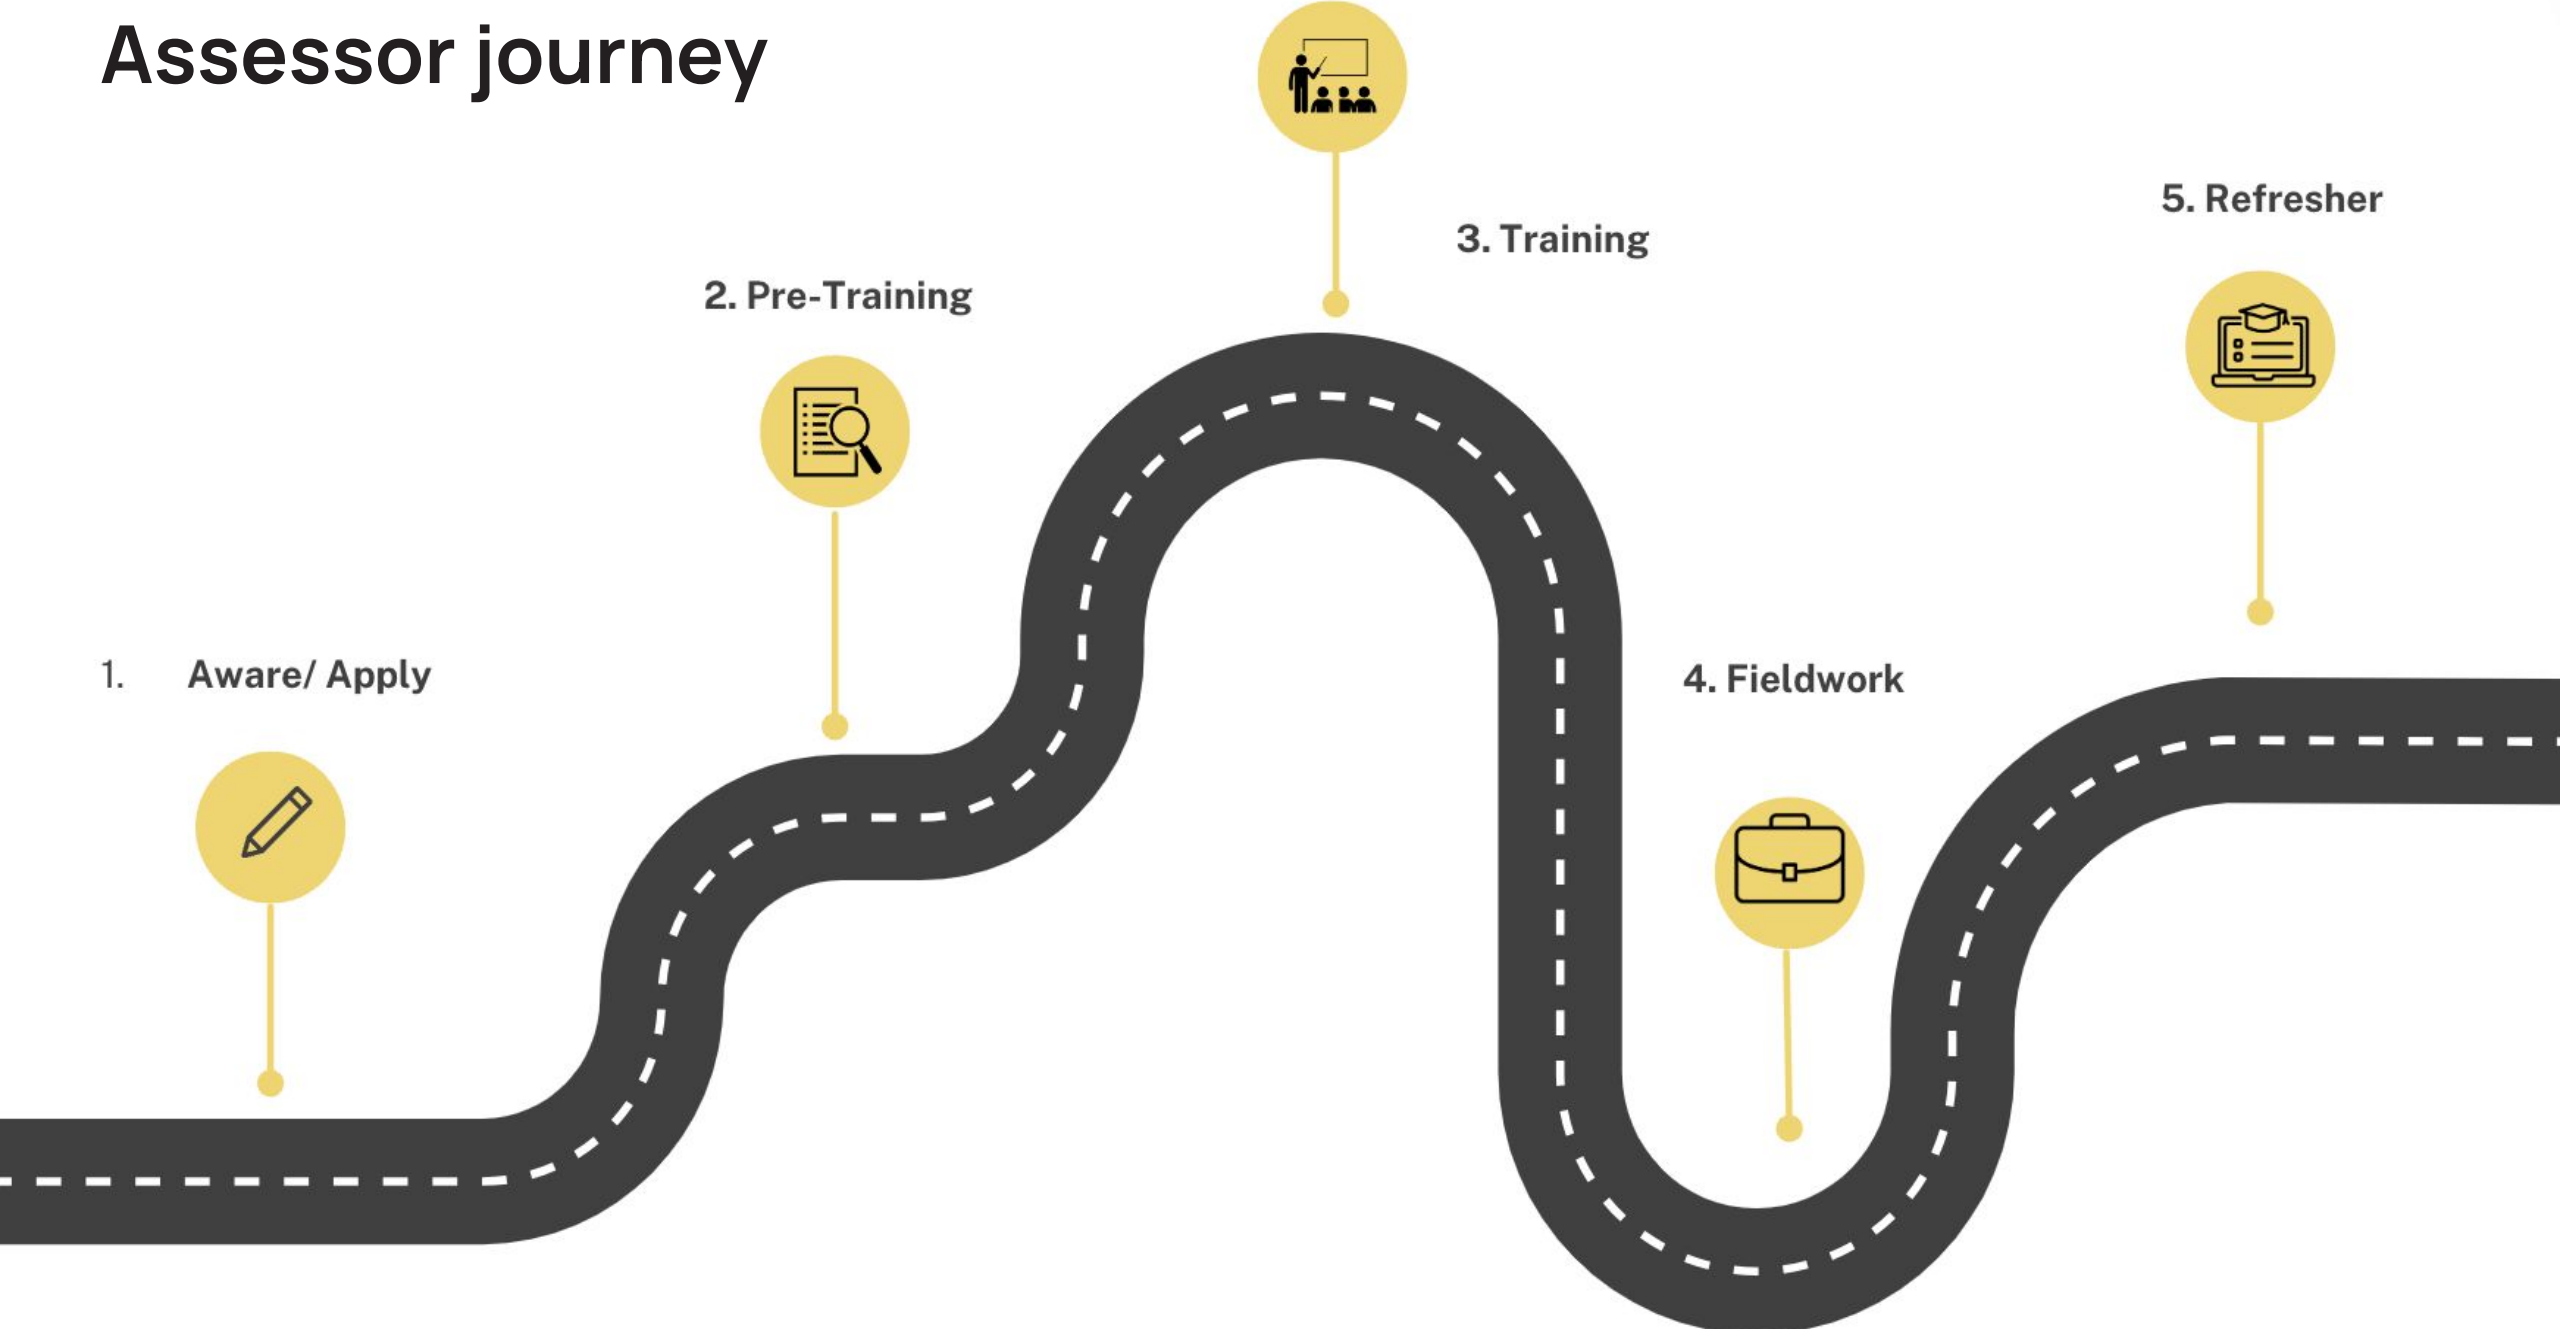 Assessor journey
1. Aware/ Apply
2. Pre-Training
3. Training
4. Fieldwork
5. Refresher